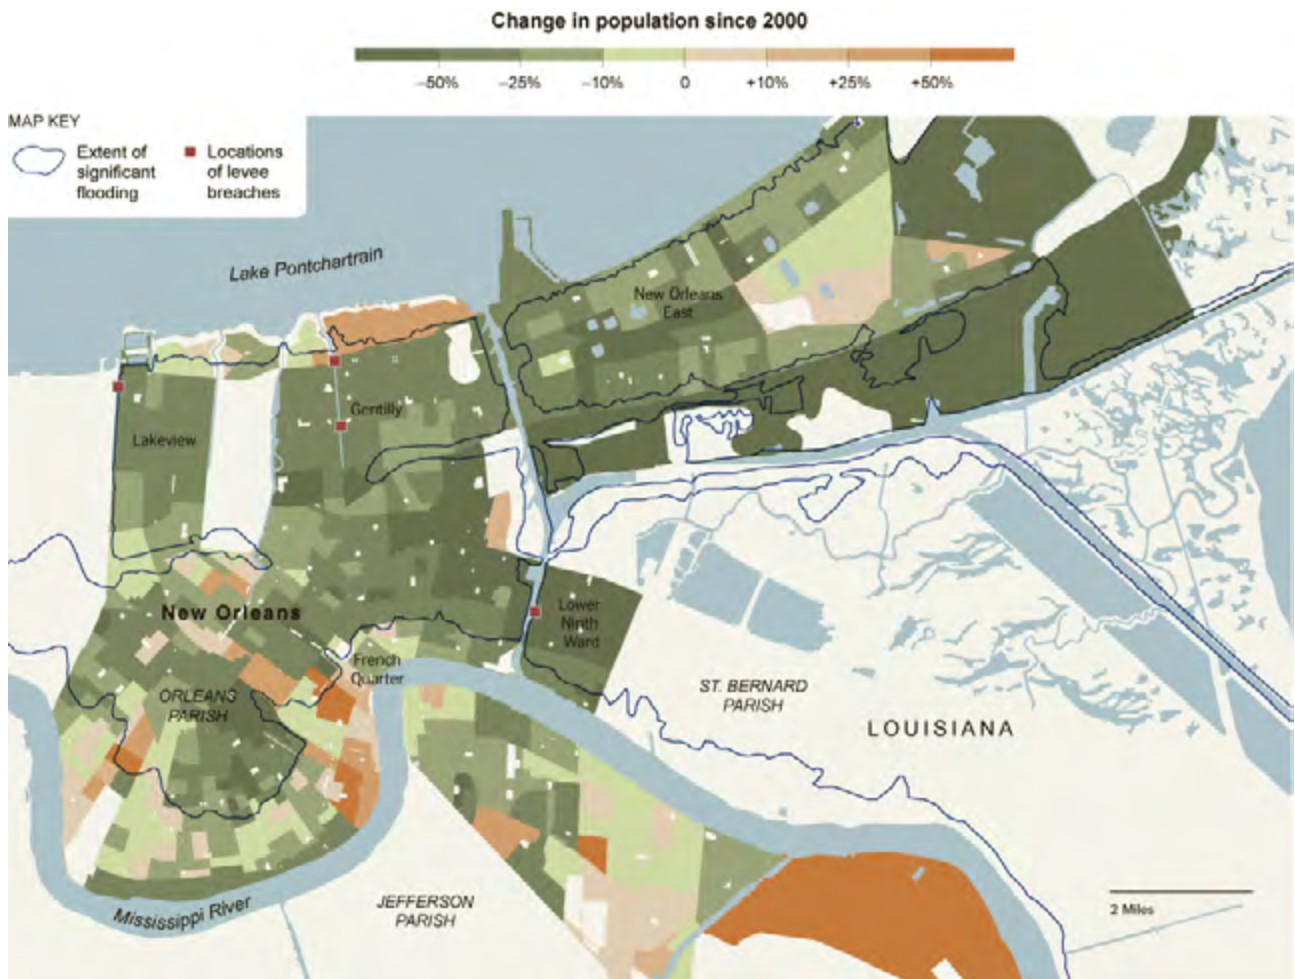 Change in population since 2000
−50% −25% −10% 0 +10% +25% +50%
MAP KEY
Extent of
significant
flooding
Locations
of levee
breaches
Lake Pontchartrain
New Orleans
East
Gentilly
Lakeview
New Orleans
Lower
Ninth
Ward
French
Quarter
ORLEANS
PARISH
ST. BERNARD
PARISH
LOUISIANA
JEFFERSON
PARISH
Mississippi River
2 Miles